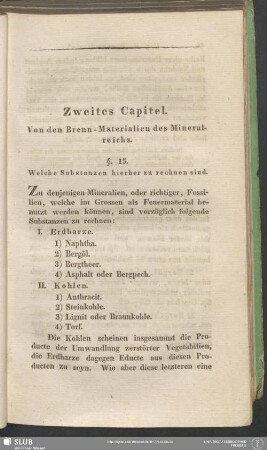 Zweites Capitel.
Von den Brenn-Materialien des Mineral-
reichs.
§. 15.
Welche Substanzen hierher zu rechnen sind.
Zu denjenigen Mineralien, oder richtiger, Fossi-
lien, welche im Grossen als Feuermaterial be-
nutzt werden können, sind vorzüglich folgende
Substanzen zu rechnen:
I. Erdharze.
1) Naphtha.
2) Bergöl.
3) Bergtheer.
4) Asphalt oder Bergpech.
II. Kohlen.
1) Anthracit.
2) Steinkohle.
3) Lignit oder Braunkohle.
4) Torf.
Die Kohlen scheinen insgesammt die Pro-
ducte der Umwandlung zerstörter Vegetabilien,
die Erdharze dagegen Educte aus diesen Pro-
ducten zu seyn. Wie aber diese letzteren eine
SLUB